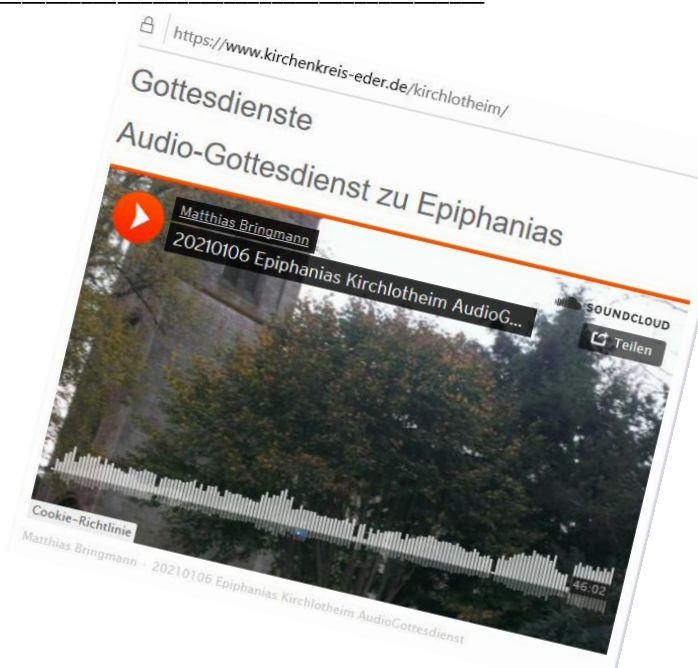 https://www.kirchenkreis-eder.de/kirchlotheim/
Gottesdienste
Audio-Gottesdienst zu Epiphanias
Matthias Bringmann
20210106 Epiphanias Kirchlotheim AudioG...
SOUNDCLOUD
Teilen
46:02
Cookie-Richtlinie
Matthias Bringmann - 20210106 Epiphanias Kirchlotheim AudioGottesdienst